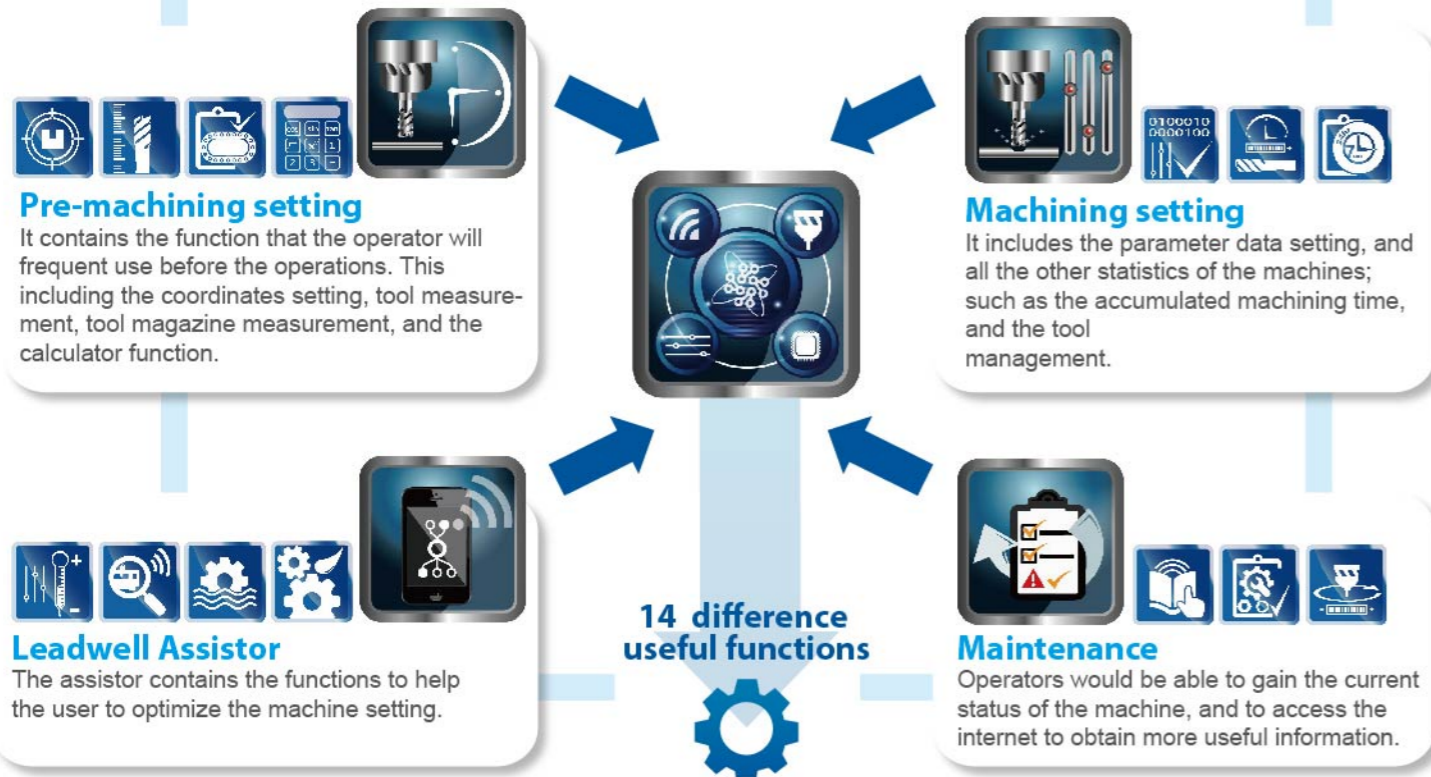 Pre-machining setting
It contains the function that the operator will
frequent use before the operations. This
including the coordinates setting, tool measure-
ment, tool magazine measurement, and the
calculator function.
0100010
0000100
Machining setting
It includes the parameter data setting, and
all the other statistics of the machines;
such as the accumulated machining time,
and the tool
management.
Leadwell Assistor
The assistor contains the functions to help
the user to optimize the machine setting.
14 difference
useful functions
Maintenance
Operators would be able to gain the current
status of the machine, and to access the
internet to obtain more useful information.